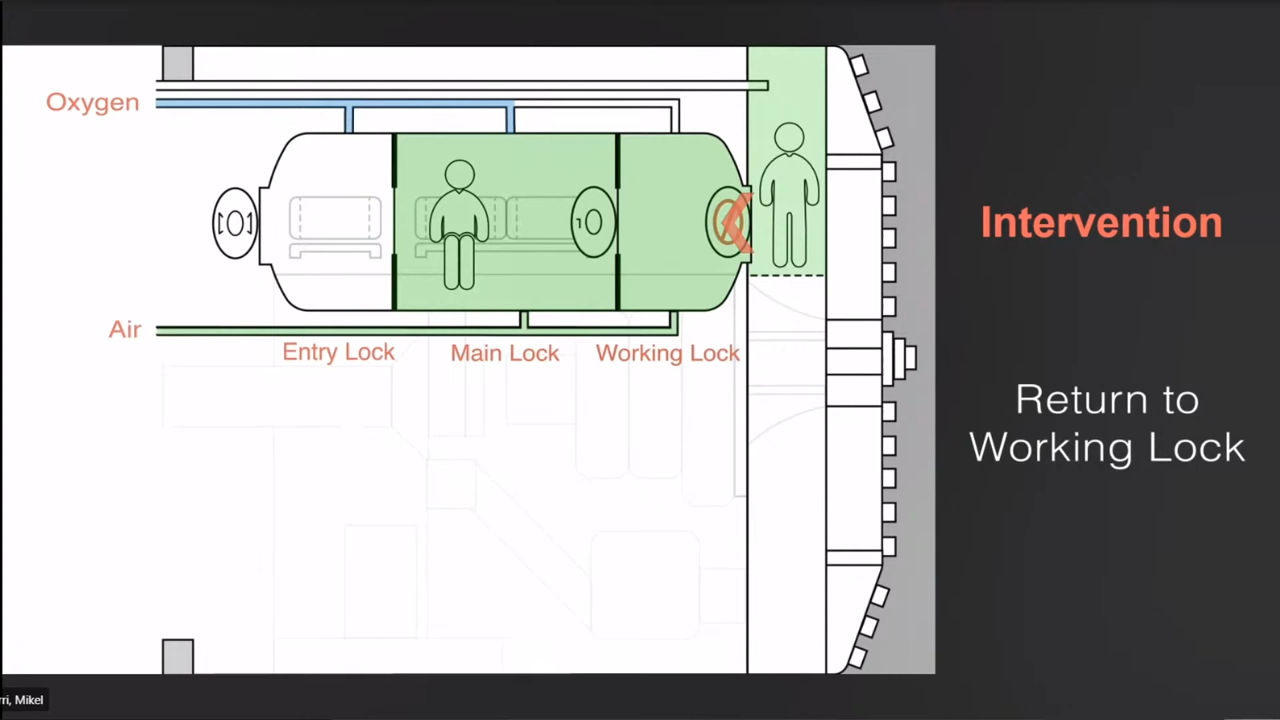 Oxygen
Air
Entry Lock
Main Lock
Working Lock
Intervention
Return to
Working Lock
rri, Mikel